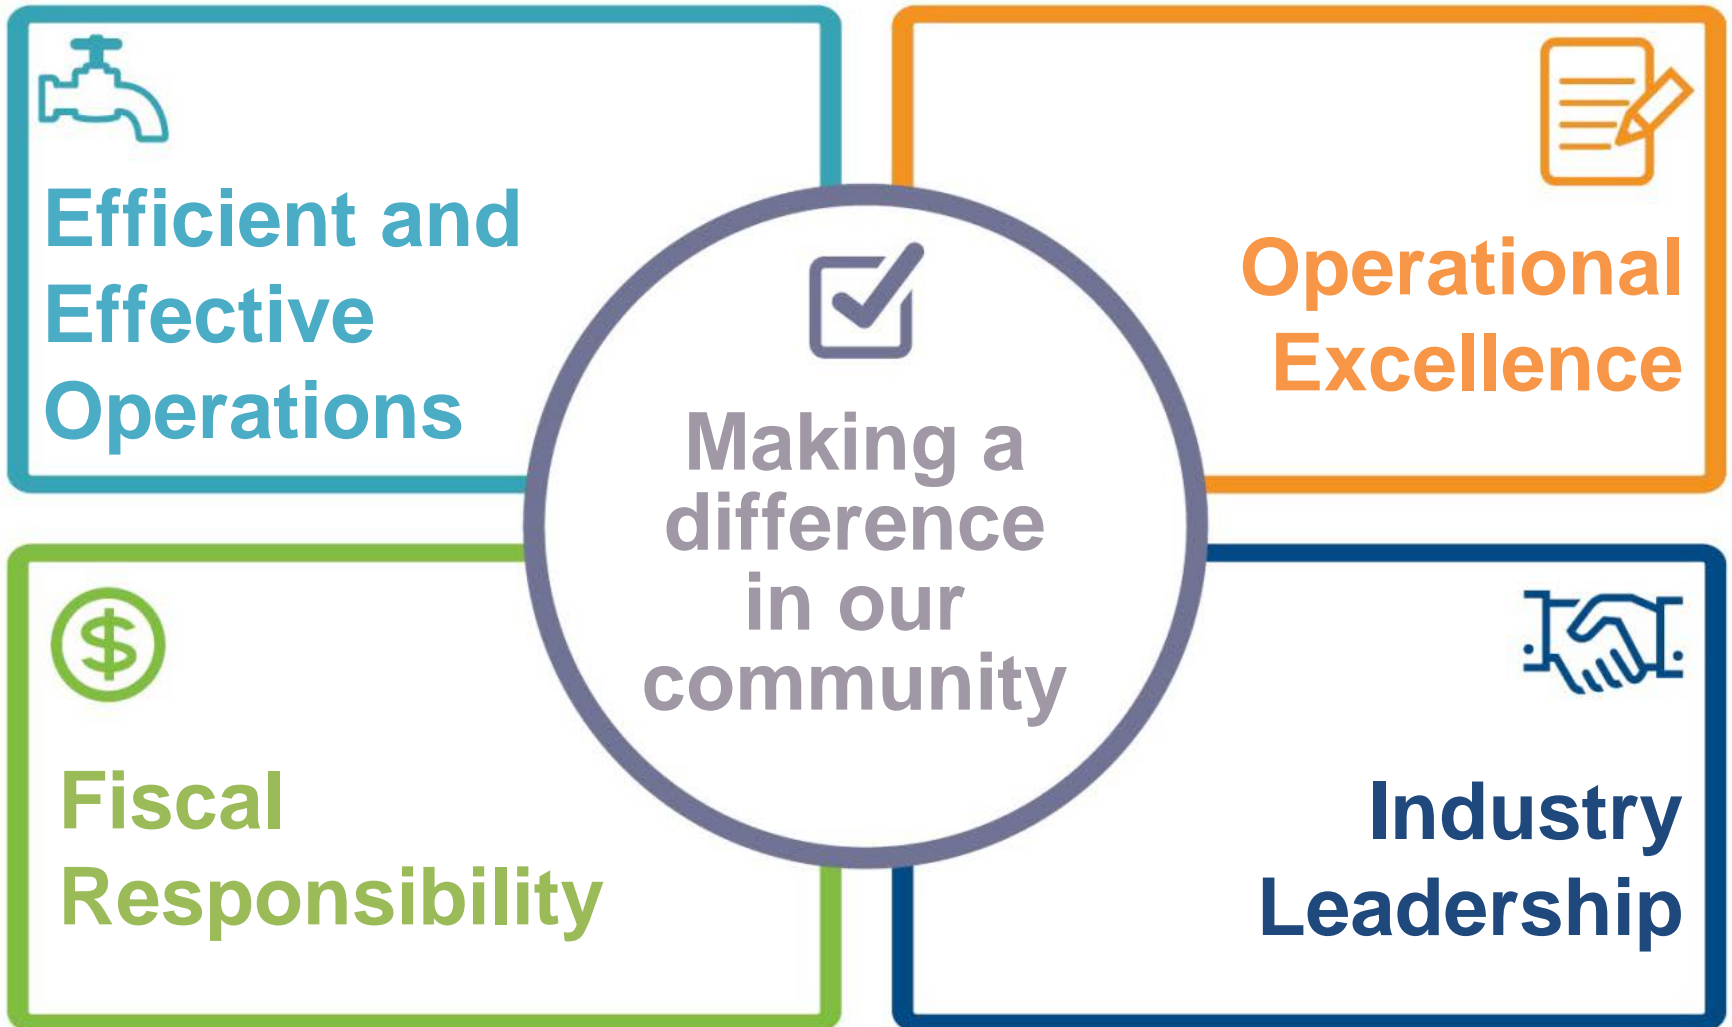 Efficient and
Effective
Operations
Operational
Excellence
Making a
difference
in our
community
Fiscal
Responsibility
Industry
Leadership